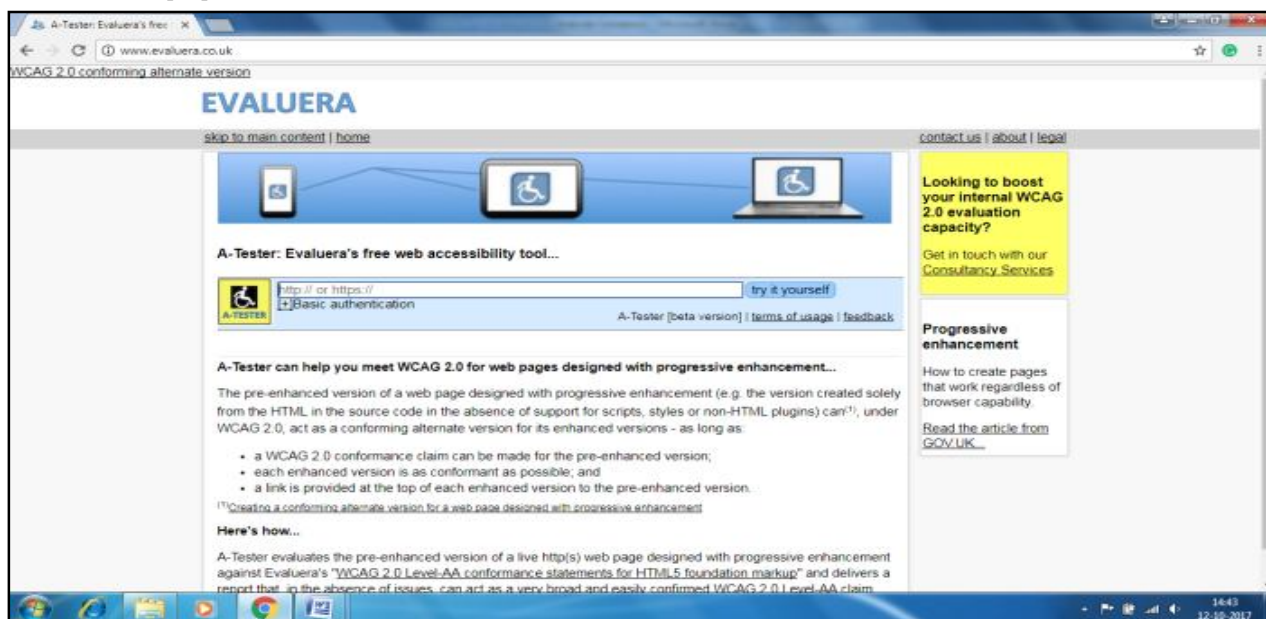 A-Tester: Evaluera's free
www.evaluera.co.uk
WCAG 2.0 conforming alternate version
EVALUERA
skip to main content | home
contact us | about | legal
A-Tester: Evaluera's free web accessibility tool...
A-TESTER
http:// or https://
try it yourself
[+]Basic authentication
A-Tester [beta version] | terms of usage | feedback
A-Tester can help you meet WCAG 2.0 for web pages designed with progressive enhancement...
The pre-enhanced version of a web page designed with progressive enhancement (e.g. the version created solely
from the HTML in the source code in the absence of support for scripts, styles or non-HTML plugins) can(1), under
WCAG 2.0, act as a conforming alternate version for its enhanced versions - as long as:
• a WCAG 2.0 conformance claim can be made for the pre-enhanced version;
• each enhanced version is as conformant as possible; and
• a link is provided at the top of each enhanced version to the pre-enhanced version.
(1)Creating a conforming alternate version for a web page designed with progressive enhancement
Here's how...
A-Tester evaluates the pre-enhanced version of a live http(s) web page designed with progressive enhancement
against Evaluera's "WCAG 2.0 Level-AA conformance statements for HTML5 foundation markup" and delivers a
report that, in the absence of issues, can act as a very broad and easily confirmed WCAG 2.0 Level-AA claim
Looking to boost
your internal WCAG
2.0 evaluation
capacity?
Get in touch with our
Consultancy Services
Progressive
enhancement
How to create pages
that work regardless of
browser capability.
Read the article from
GOV.UK...
14:43
12-10-2017